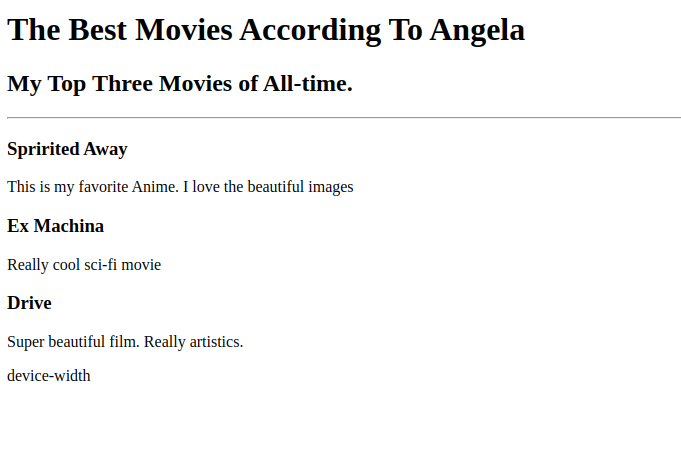 The Best Movies According To Angela
My Top Three Movies of All-time.
Spririted Away
This is my favorite Anime. I love the beautiful images
Ex Machina
Really cool sci-fi movie
Drive
Super beautiful film. Really artistics.
device-width